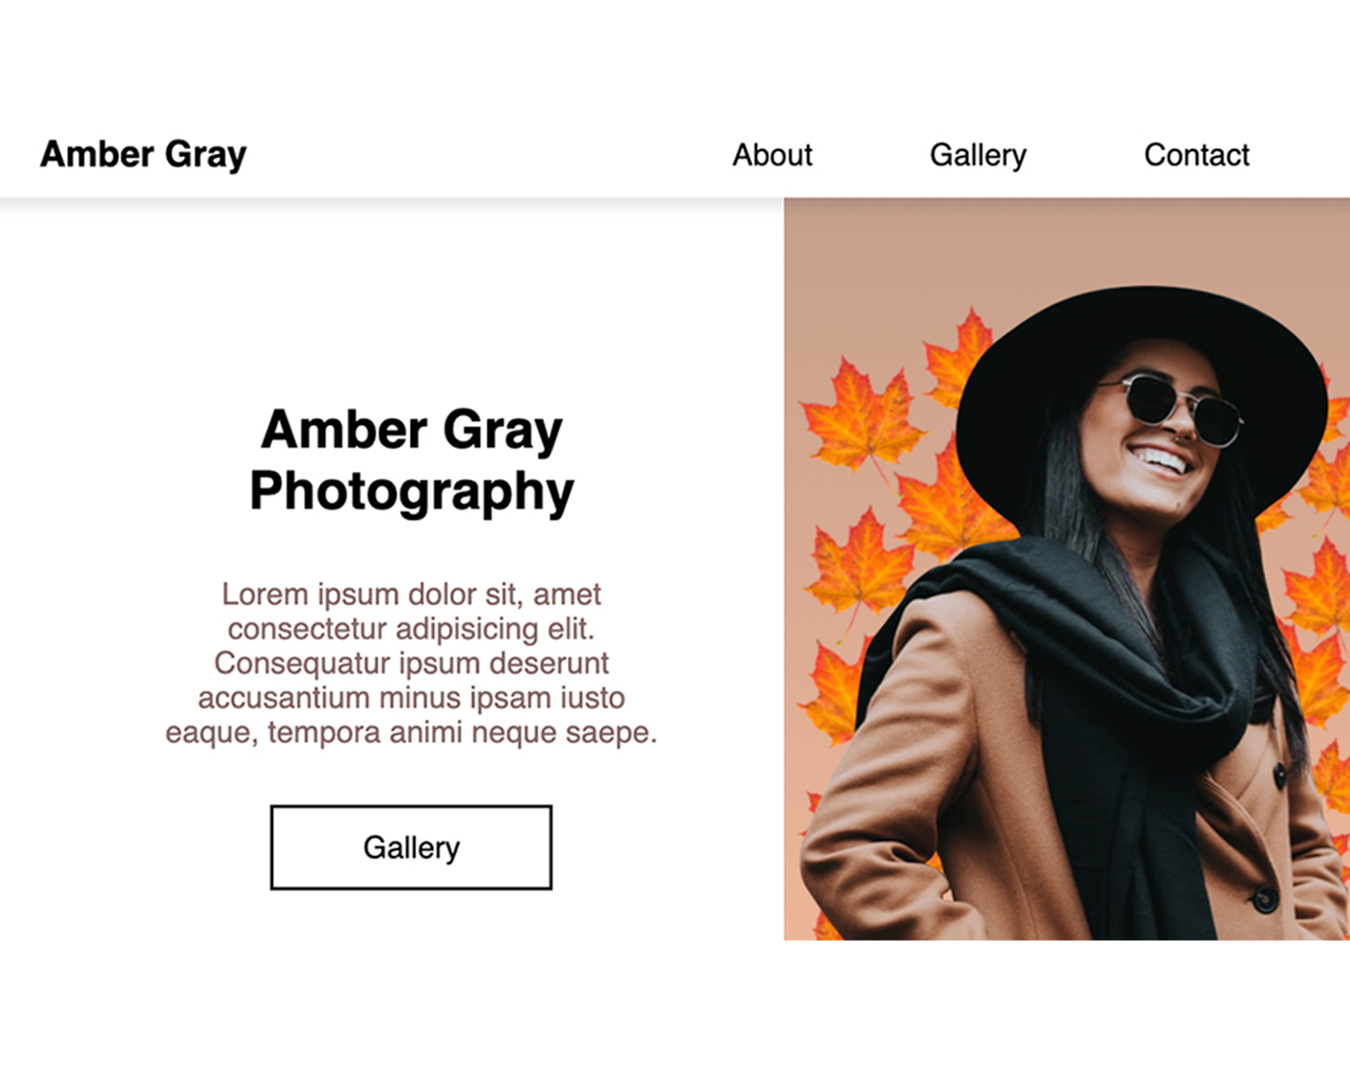 Amber Gray
About
Gallery
Contact
Amber Gray
Photography
Lorem ipsum dolor sit, amet
consectetur adipisicing elit.
Consequatur ipsum deserunt
accusantium minus ipsam iusto
eaque, tempora animi neque saepe.
Gallery